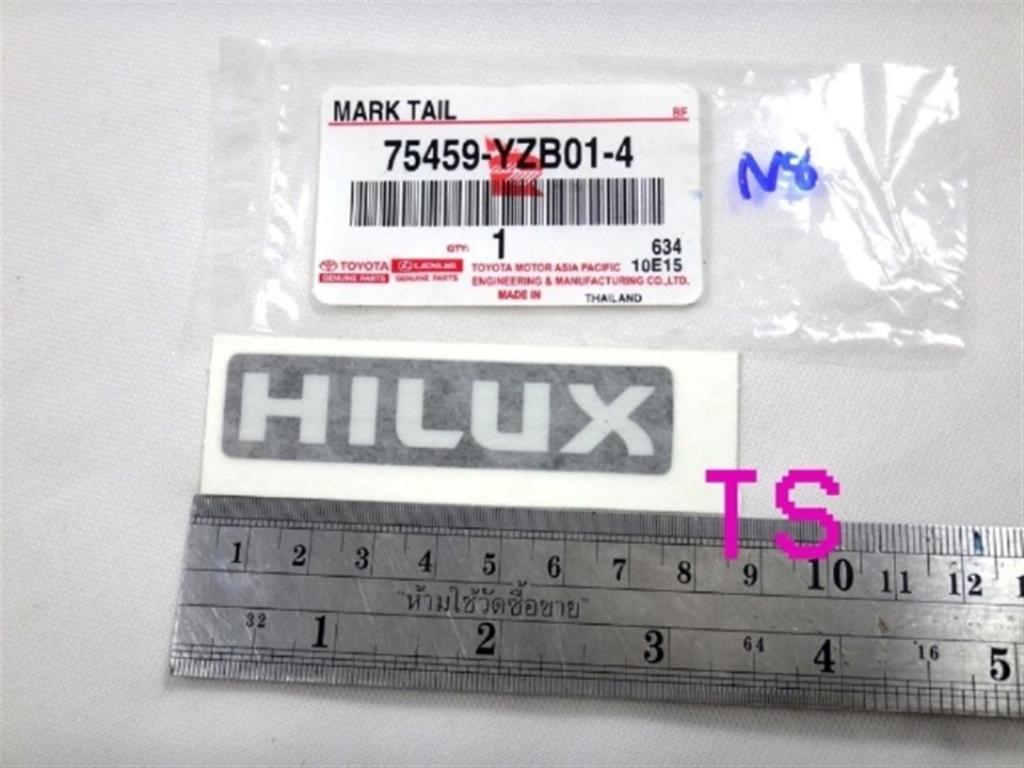 MARK TAIL
BF
75459-YZB01-4
QTY: 1
634
10E15
TOYOTA LEXUS TOYOTA MOTOR ASIA PACIFIC
GENUINE PARTS GENUINE PARTS ENGINEERING & MANUFACTURING CO.,LTD.
MADE IN THAILAND
N8
HILUX
TS
1 2 3 4 5 6 7 8 9 10 11 12
"ห้ามใช้วัดซื้อขาย"
32 1 2 3 64 4 16 5